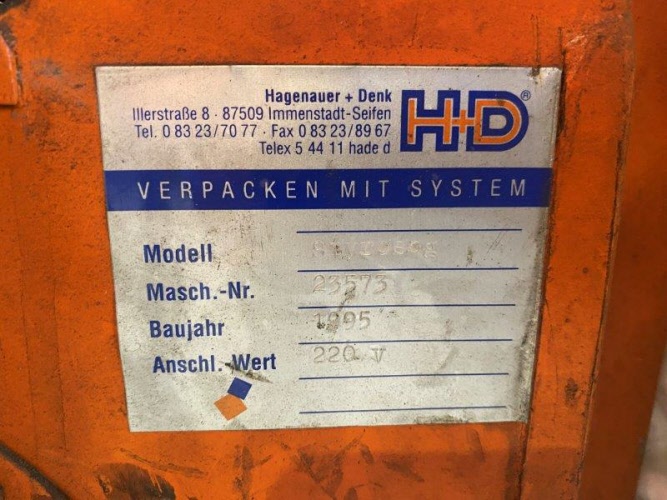 Hagenauer + Denk
Illerstraße 8 · 87509 Immenstadt-Seifen
Tel. 0 83 23/70 77 · Fax 0 83 23/89 67
Telex 5 44 11 hade d
H+D®
VERPACKEN MIT SYSTEM
Modell
Masch.-Nr. 23573
Baujahr 1995
Anschl.-Wert 220 V